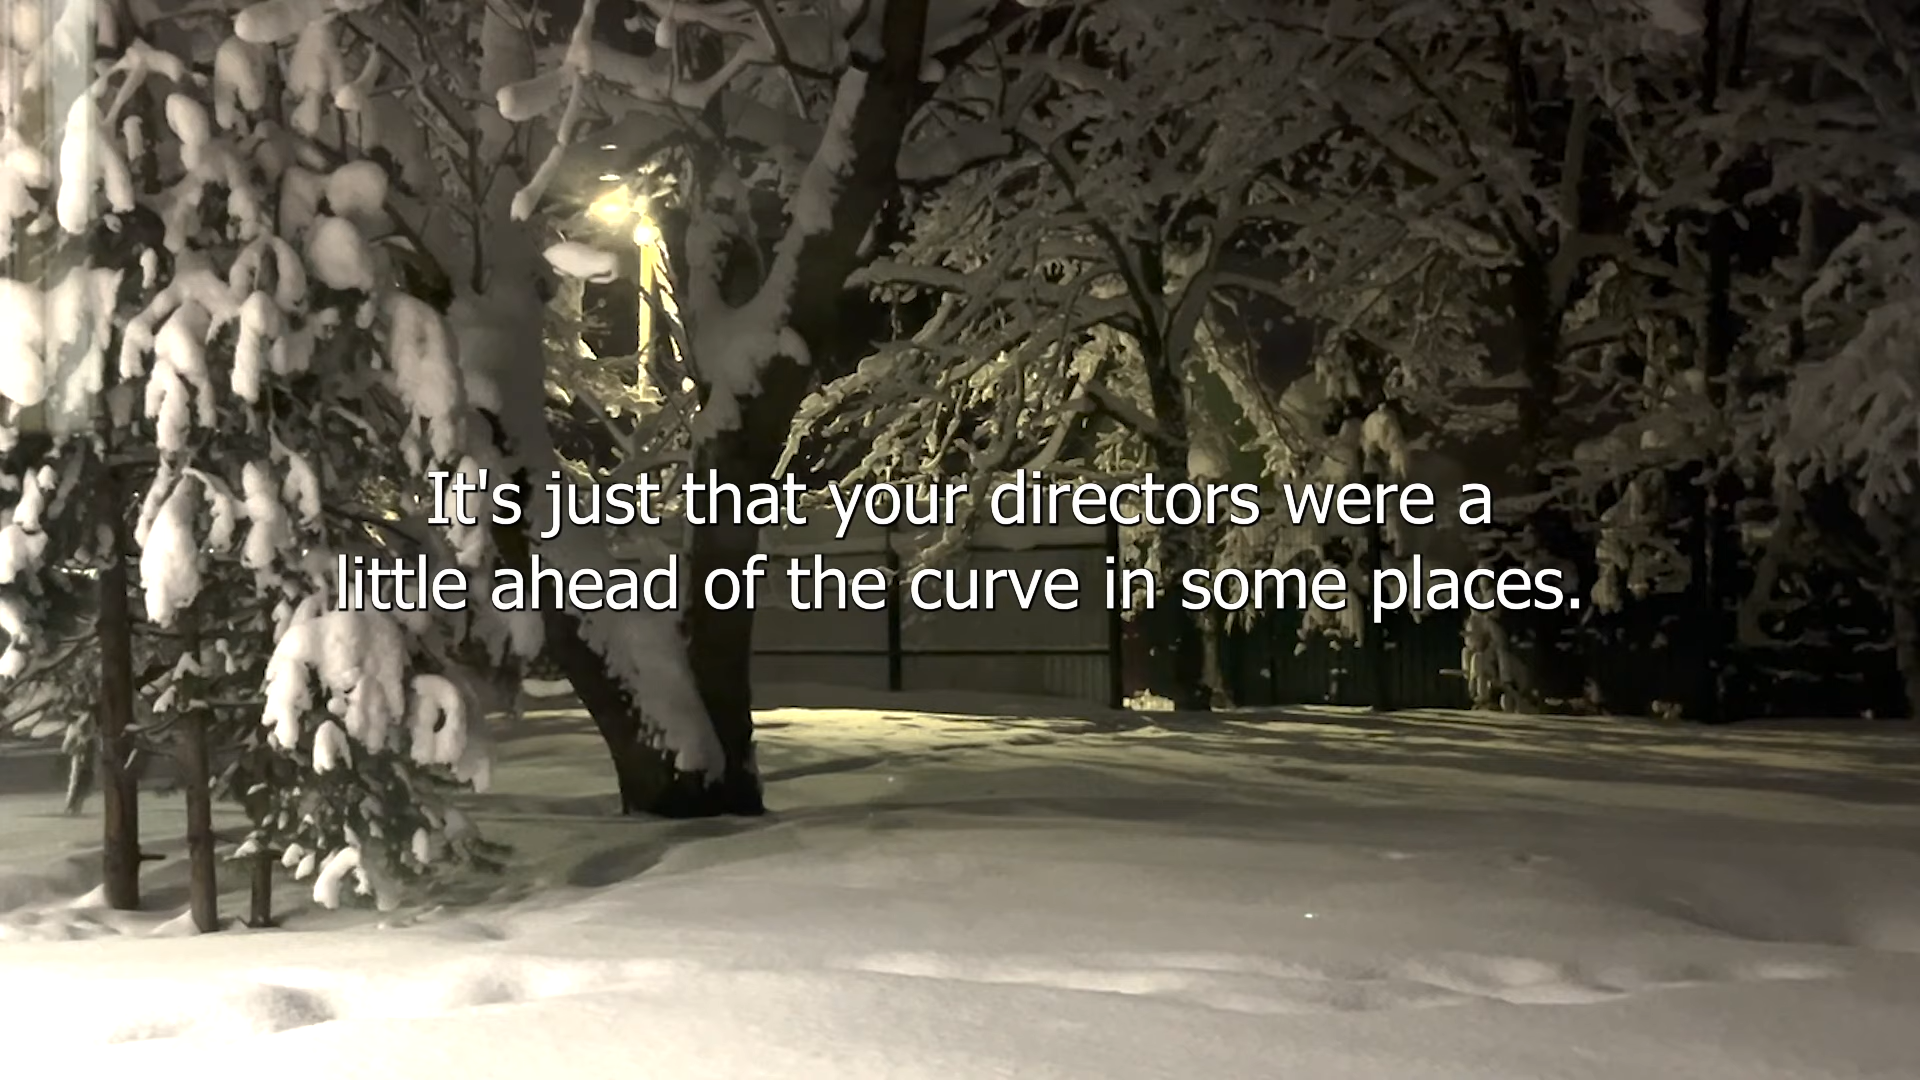 It's just that your directors were a
little ahead of the curve in some places.